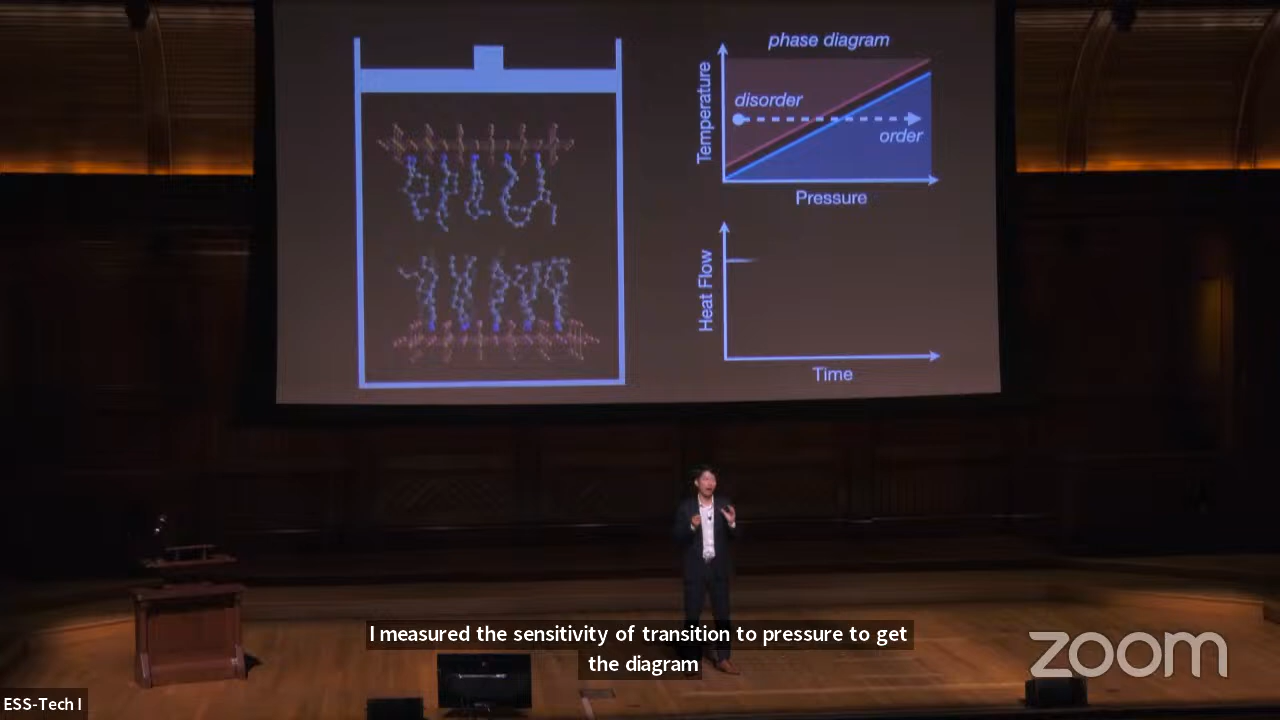 phase diagram
Temperature
disorder
order
Pressure
Heat Flow
Time
I measured the sensitivity of transition to pressure to get
the diagram
zoom
ESS-Tech I